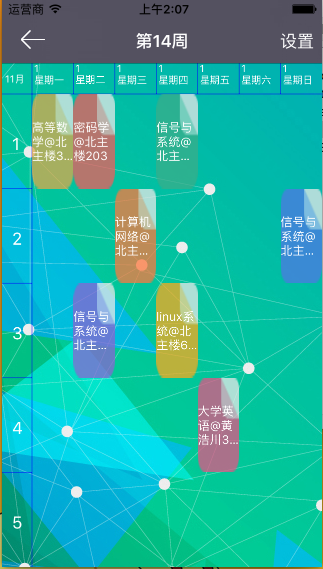 运营商 上午2:07
第14周 设置
11月
1 1 1 1 1 1 1
星期一 星期二 星期三 星期四 星期五 星期六 星期日
1
高等数
学@北
主楼3...
密码学
@北主
楼203
信号与
系统@
北主...
2
计算机
网络@
北主...
信号与
系统@
北主...
3
信号与
系统@
北主...
linux系
统@北
主楼6...
4
大学英
语@黄
浩川3...
5